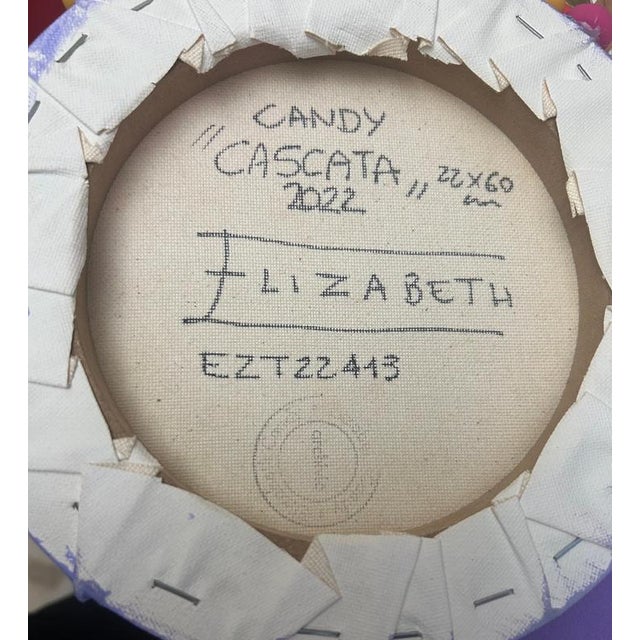 CANDY
"CASCATA„ 22x60
cm
2022
ELIZABETH
EZT22413